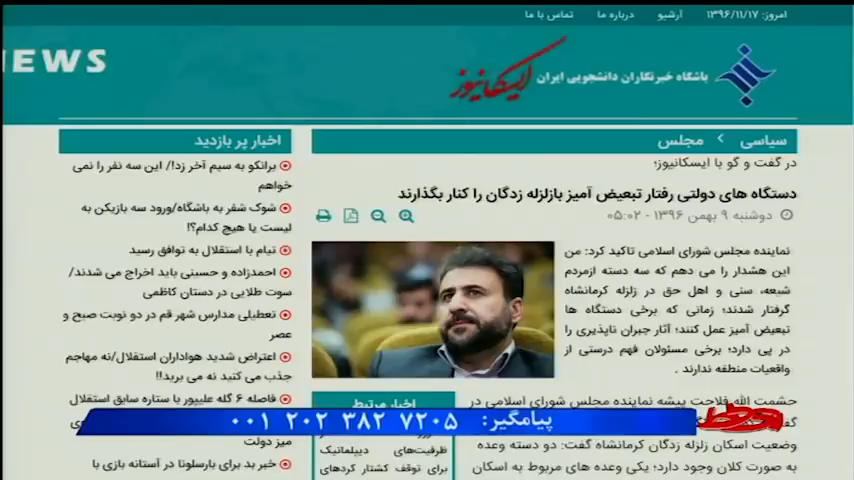 امروز: ۱۳۹۶/۱۱/۱۷ آرشیو درباره ما تماس با ما
NEWS
باشگاه خبرنگاران دانشجویی ایران ایسکانیوز
سیاسی > مجلس
در گفت و گو با ایسکانیوز؛
دستگاه های دولتی رفتار تبعیض آمیز بازلزله زدگان را کنار بگذارند
دوشنبه ۹ بهمن ۱۳۹۶ - ۰۵:۰۲
نماینده مجلس شورای اسلامی تاکید کرد: من
این هشدار را می دهم که سه دسته ازمردم
شیعه، سنی و اهل حق در زلزله کرمانشاه
گرفتار شدند؛ زمانی که برخی دستگاه ها
تبعیض آمیز عمل کنند؛ آثار جبران ناپذیری را
در پی دارد؛ برخی مسئولان فهم درستی از
واقعیات منطقه ندارند .
حشمت الله فلاحت پیشه نماینده مجلس شورای اسلامی در
وضعیت اسکان زلزله زدگان کرمانشاه گفت: دو دسته وعده
به صورت کلان وجود دارد؛ یکی وعده های مربوط به اسکان
اخبار مرتبط
ظرفیت‌های دیپلماتیک
برای توقف کشتار کردهای
اخبار پر بازدید
برانکو به سیم آخر زد!/ این سه نفر را نمی
خواهم
شوک شفر به باشگاه/ورود سه بازیکن به
لیست یا هیچ کدام؟!
تیام با استقلال به توافق رسید
احمدزاده و حسینی باید اخراج می شدند/
سوت طلایی در دستان کاظمی
تعطیلی مدارس شهر قم در دو نوبت صبح و
عصر
اعتراض شدید هواداران استقلال/نه مهاجم
جذب می کنید نه می برید!!
فاصله ۶ گله علیپور با ستاره سابق استقلال
میز دولت
خبر بد برای بارسلونا در آستانه بازی با
پیامگیر: ۰۰۱ ۲۰۲ ۳۸۲ ۷۲۰۵